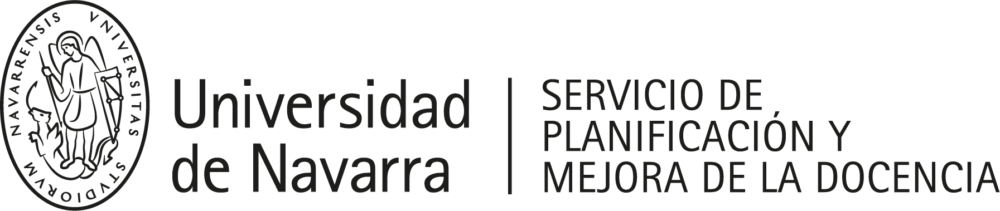 VNIVERSITAS STVDIORVM NAVARRENSIS
Universidad
de Navarra
SERVICIO DE
PLANIFICACIÓN Y
MEJORA DE LA DOCENCIA